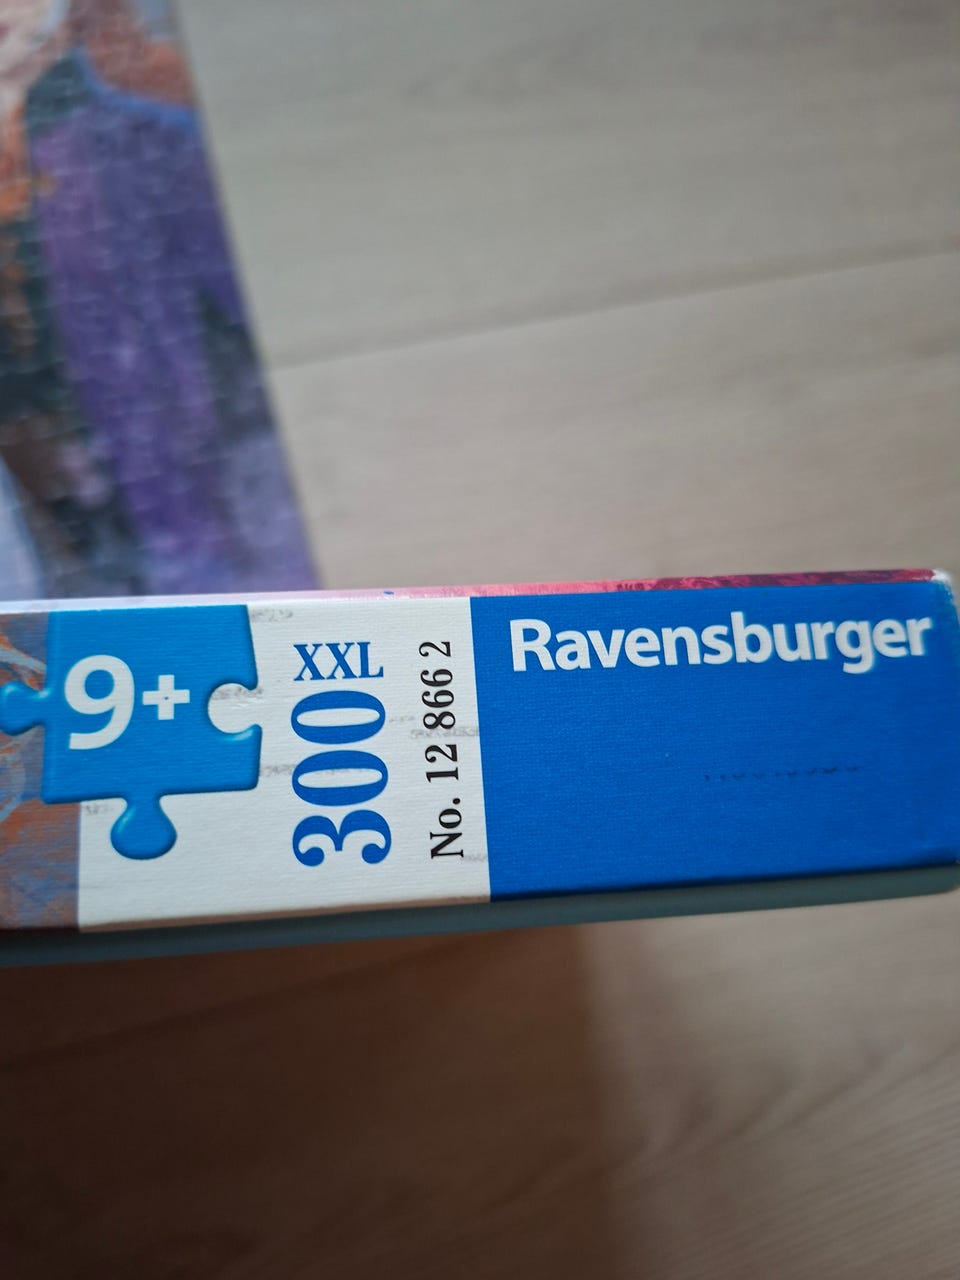 9+
XXL
300
No. 12 866 2
Ravensburger